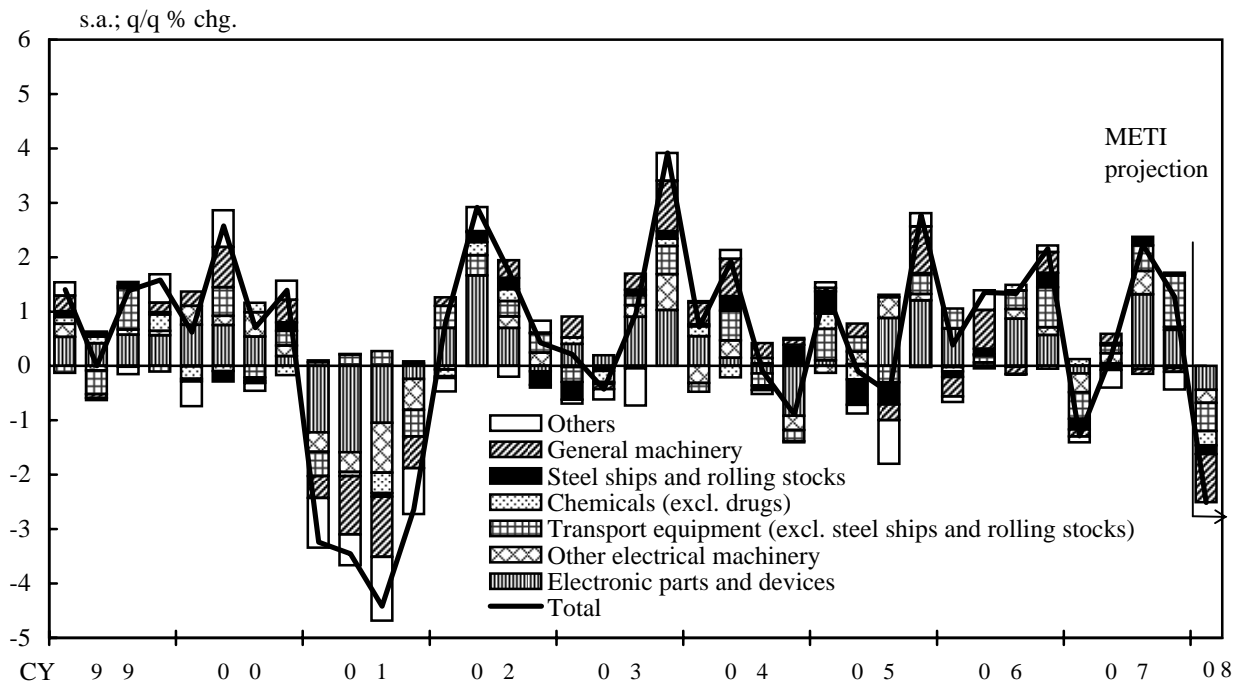 s.a.; q/q % chg.
6
5
4
3
2
1
0
-1
-2
-3
-4
-5
METI
projection
Others
General machinery
Steel ships and rolling stocks
Chemicals (excl. drugs)
Transport equipment (excl. steel ships and rolling stocks)
Other electrical machinery
Electronic parts and devices
Total
CY 9 9 0 0 0 1 0 2 0 3 0 4 0 5 0 6 0 7 0 8